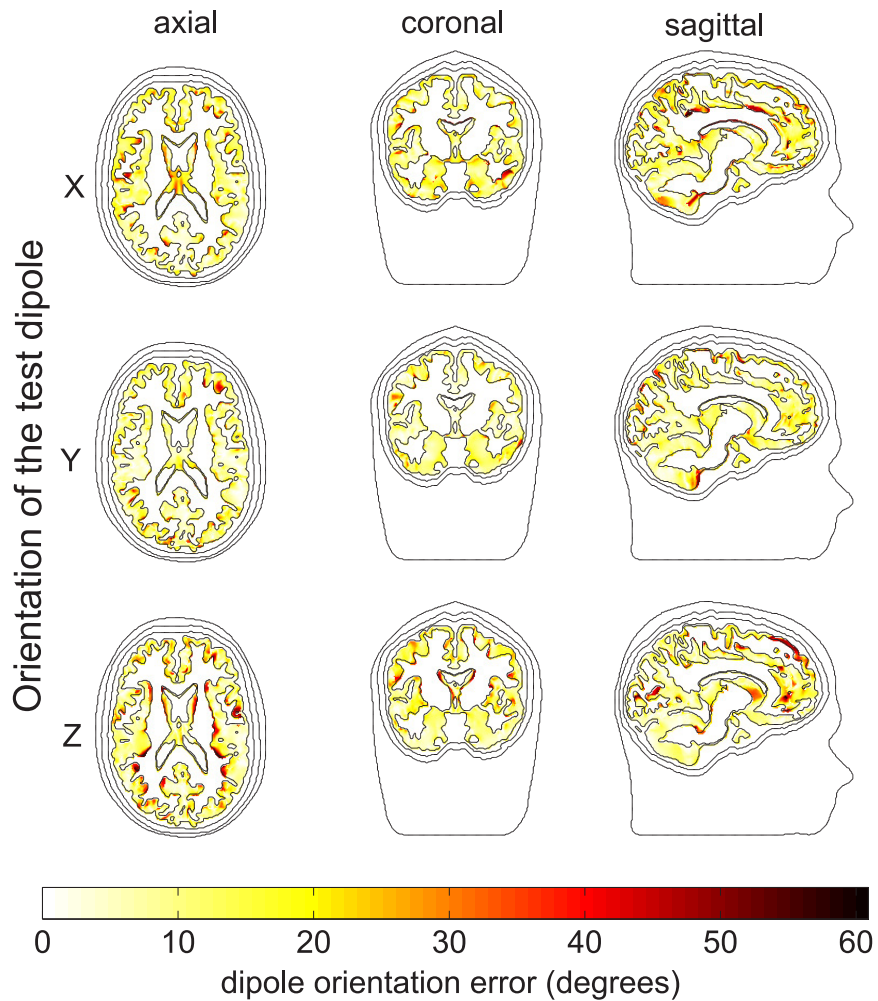 axial coronal sagittal
Orientation of the test dipole
X
Y
Z
0 10 20 30 40 50 60
dipole orientation error (degrees)